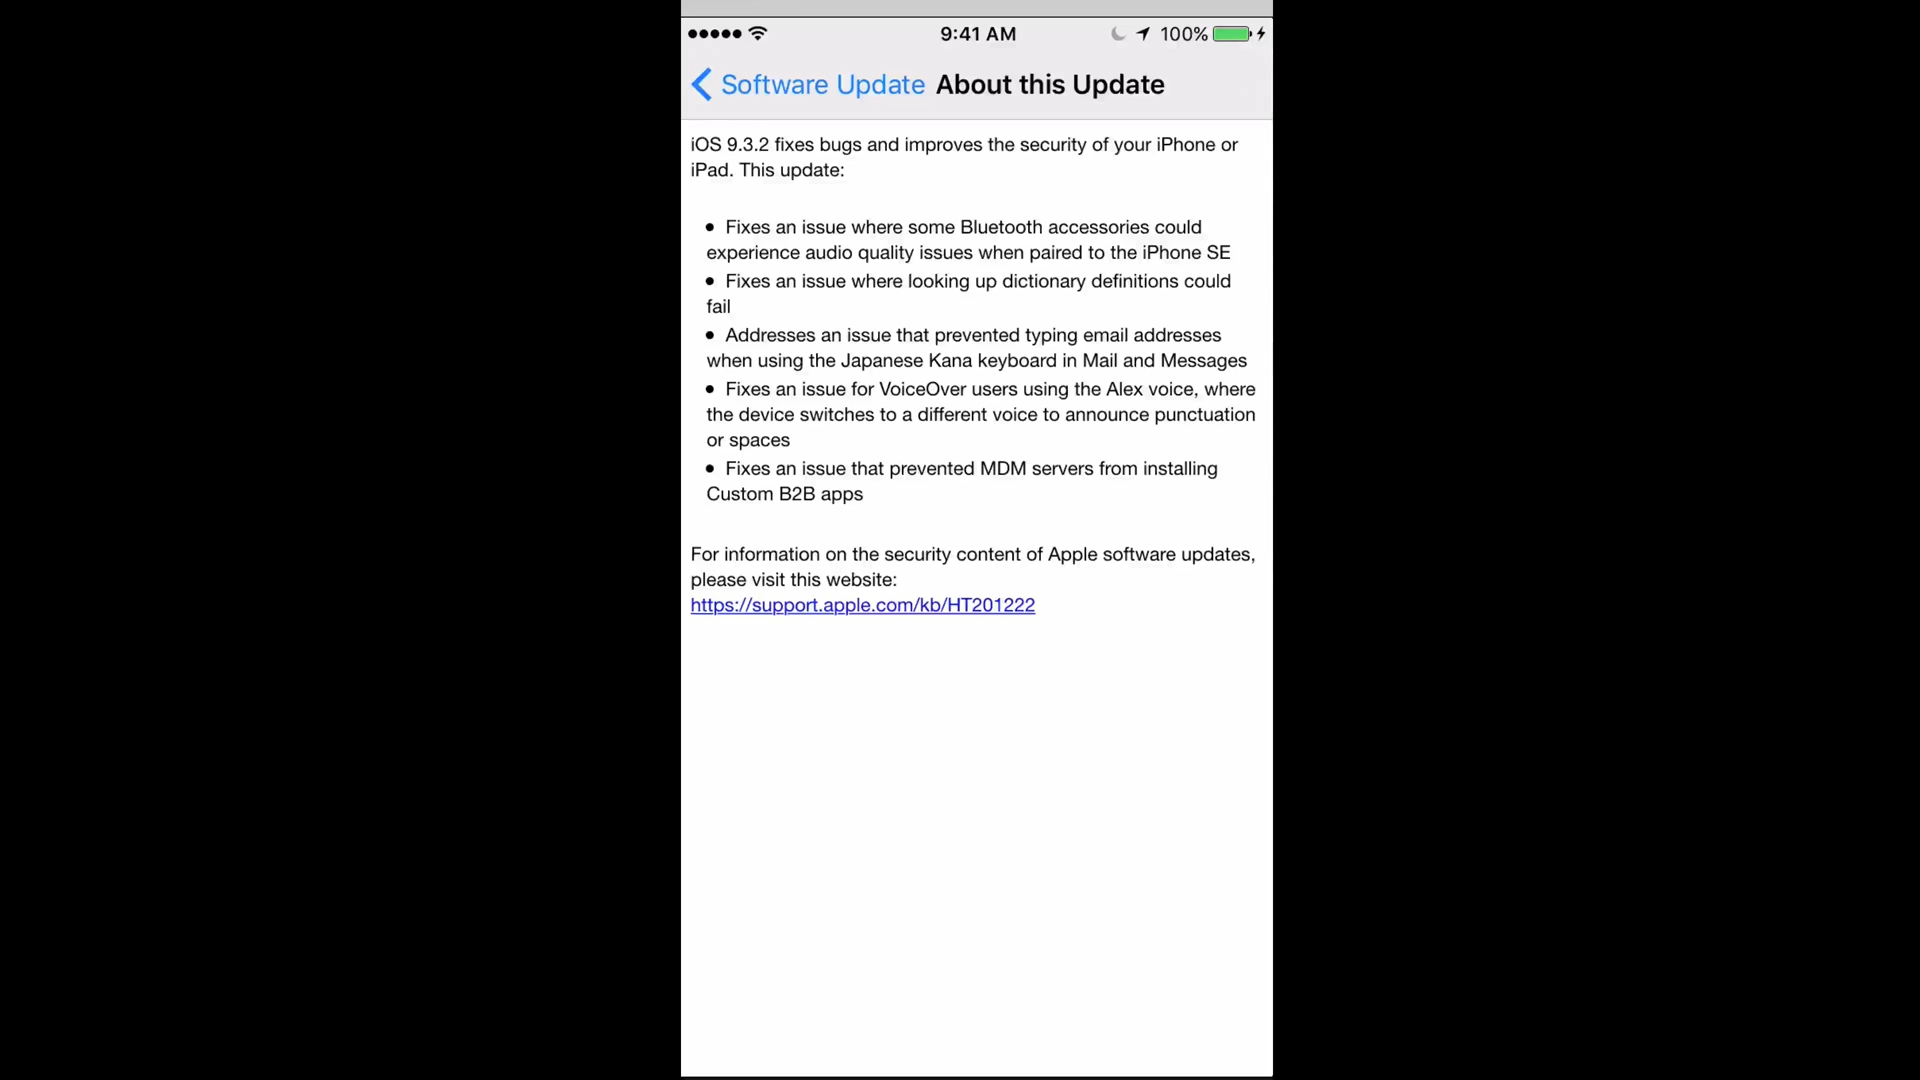 9:41 AM
100%
Software Update About this Update
iOS 9.3.2 fixes bugs and improves the security of your iPhone or
iPad. This update:
• Fixes an issue where some Bluetooth accessories could
experience audio quality issues when paired to the iPhone SE
• Fixes an issue where looking up dictionary definitions could
fail
• Addresses an issue that prevented typing email addresses
when using the Japanese Kana keyboard in Mail and Messages
• Fixes an issue for VoiceOver users using the Alex voice, where
the device switches to a different voice to announce punctuation
or spaces
• Fixes an issue that prevented MDM servers from installing
Custom B2B apps
For information on the security content of Apple software updates,
please visit this website:
https://support.apple.com/kb/HT201222